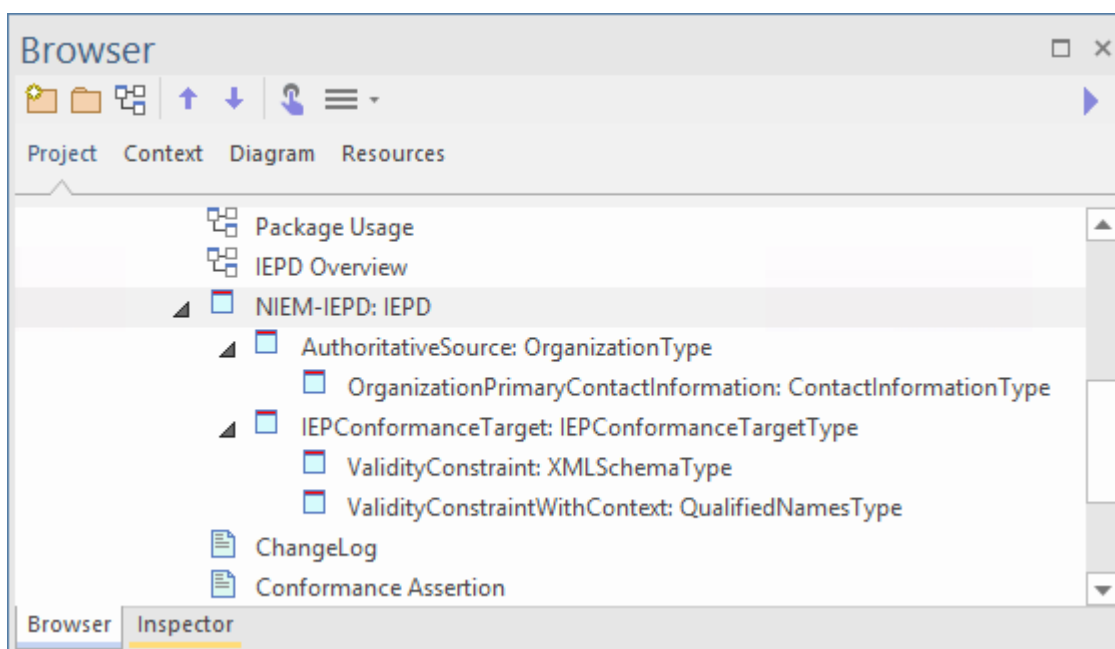 Browser
Project Context Diagram Resources
Package Usage
IEPD Overview
NIEM-IEPD: IEPD
AuthoritativeSource: OrganizationType
OrganizationPrimaryContactInformation: ContactInformationType
IEPConformanceTarget: IEPConformanceTargetType
ValidityConstraint: XMLSchemaType
ValidityConstraintWithContext: QualifiedNamesType
ChangeLog
Conformance Assertion
Browser Inspector